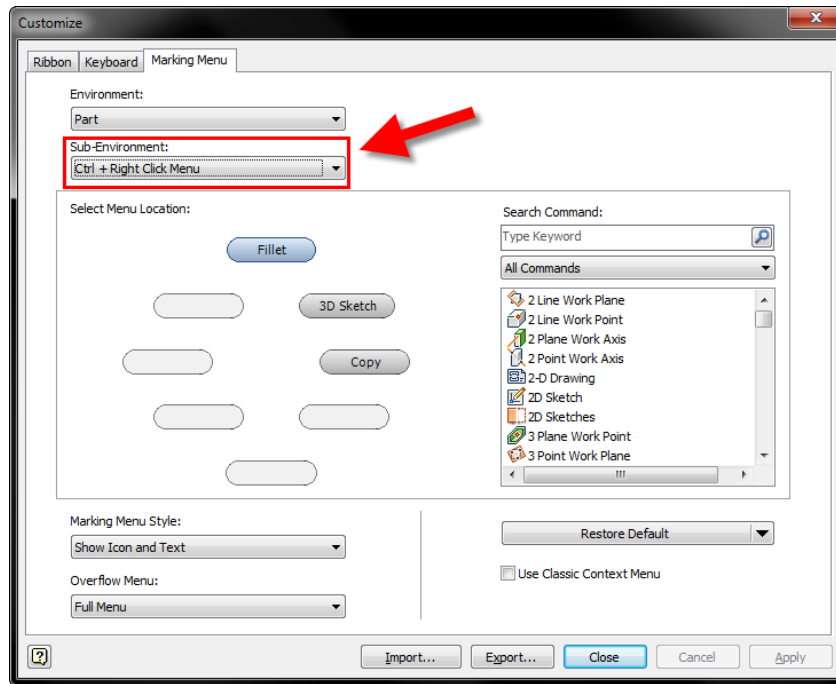 Customize
Ribbon Keyboard Marking Menu
Environment:
Part
Sub-Environment:
Ctrl + Right Click Menu
Select Menu Location:
Fillet
3D Sketch
Copy
Search Command:
Type Keyword
All Commands
2 Line Work Plane
2 Line Work Point
2 Plane Work Axis
2 Point Work Axis
2-D Drawing
2D Sketch
2D Sketches
3 Plane Work Point
3 Point Work Plane
Marking Menu Style:
Show Icon and Text
Overflow Menu:
Full Menu
Restore Default
Use Classic Context Menu
Import... Export... Close Cancel Apply